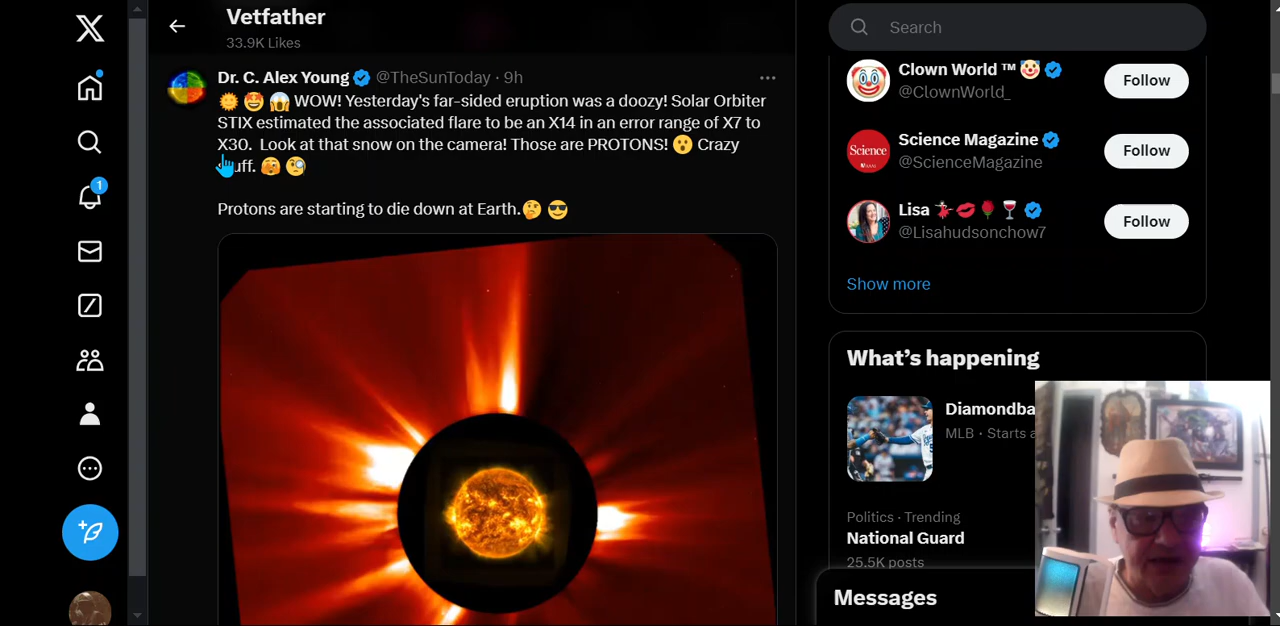 Vetfather
33.9K Likes
Dr. C. Alex Young @TheSunToday · 9h
🌞 🤩 😱 WOW! Yesterday's far-sided eruption was a doozy! Solar Orbiter
STIX estimated the associated flare to be an X14 in an error range of X7 to
X30. Look at that snow on the camera! Those are PROTONS! 😮 Crazy
uff. 🫣 🧐
Protons are starting to die down at Earth.🤔 😎
1
Search
Clown World ™🤡
@ClownWorld_
Follow
Science
Science Magazine
@ScienceMagazine
Follow
Lisa 💃💋🌹🍷
@Lisahudsonchow7
Follow
Show more
What's happening
Diamondba
MLB · Starts a
Politics · Trending
National Guard
25.5K posts
Messages